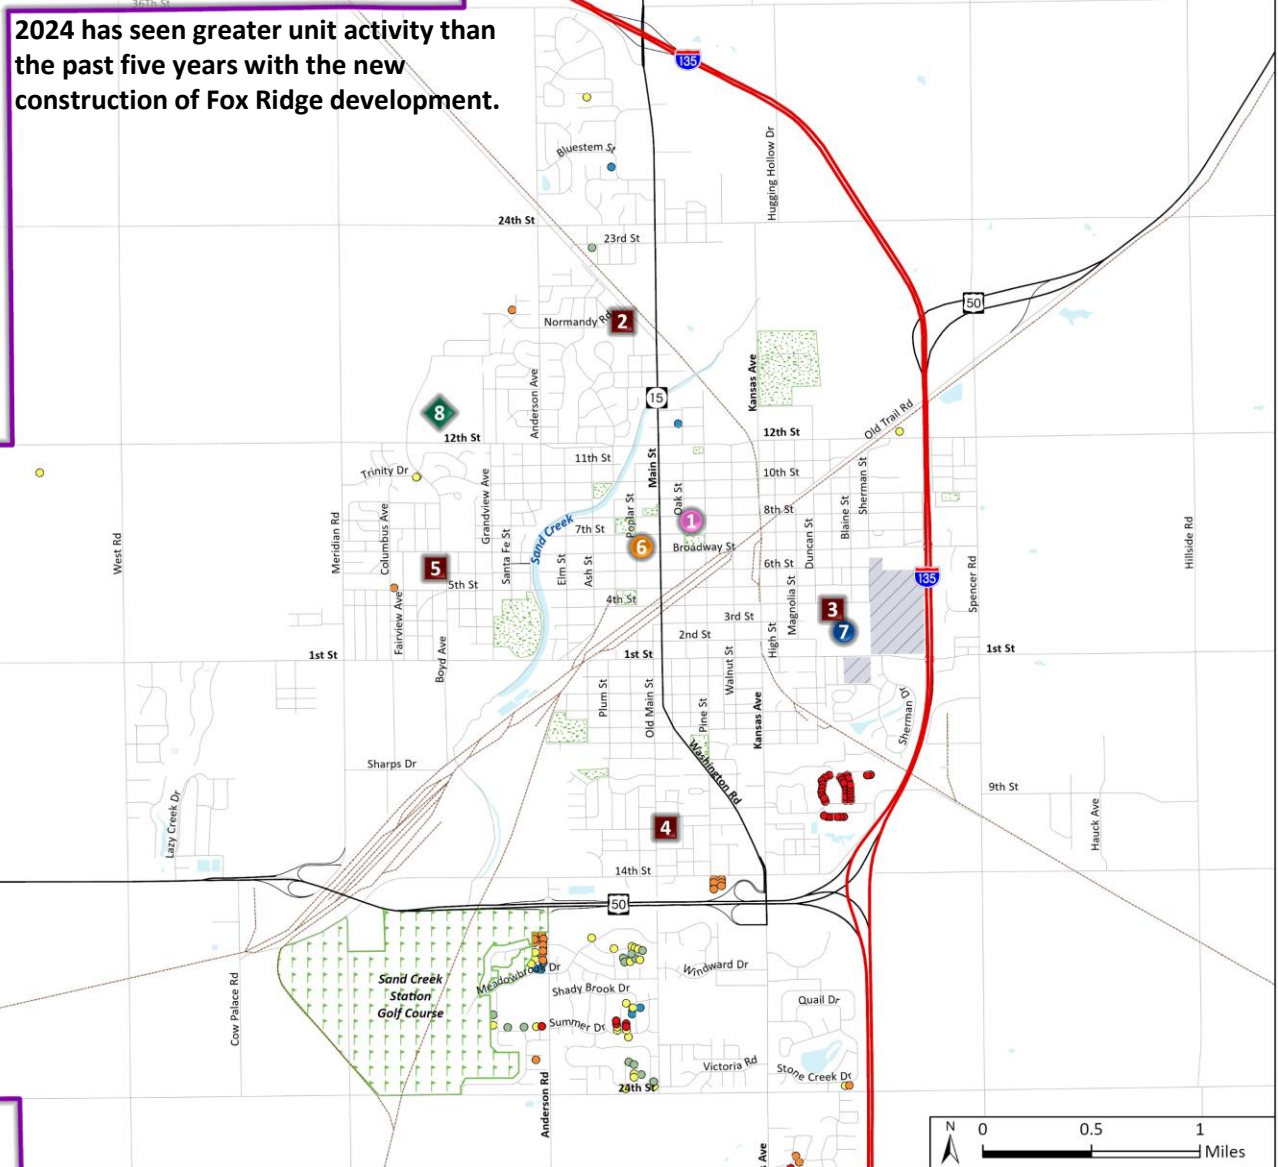 36Th St
2024 has seen greater unit activity than
the past five years with the new
construction of Fox Ridge development.
135
Bluestem St
Hugging Hollow Dr
24th St
23rd St
50
Normandy Rd
2
15
Kansas Ave
Anderson Ave
8
12th St
12th St
Old Trail Rd
11th St
Main St
10th St
Trinity Dr
Grandview Ave
Oak St
Sherman St
Poplar St
8th St
Blaine St
Meridian Rd
Columbus Ave
Santa Fe St
Sand Creek
7th St
1
Duncan St
West Rd
Hillside Rd
6
Broadway St
6th St
5
5th St
Elm St
Ash St
135
Spencer Rd
4th St
Magnolia St
3
Fairview Ave
3rd St
7
2nd St
High St
1st St
Boyd Ave
1st St
1st St
Walnut St
Plum St
Old Main St
Pine St
Kansas Ave
Sherman Dr
Washington Rd
Sharps Dr
9th St
Lazy Creek Dr
4
Hauck Ave
14th St
50
Sand Creek
Station
Golf Course
Meadowbrook Dr
Windward Dr
Shady Brook Dr
Cow Palace Rd
Quail Dr
Summer Dr
Victoria Rd
Stone Creek Dr
24th St
Anderson Rd
N
0 0.5 1
Miles
Ave